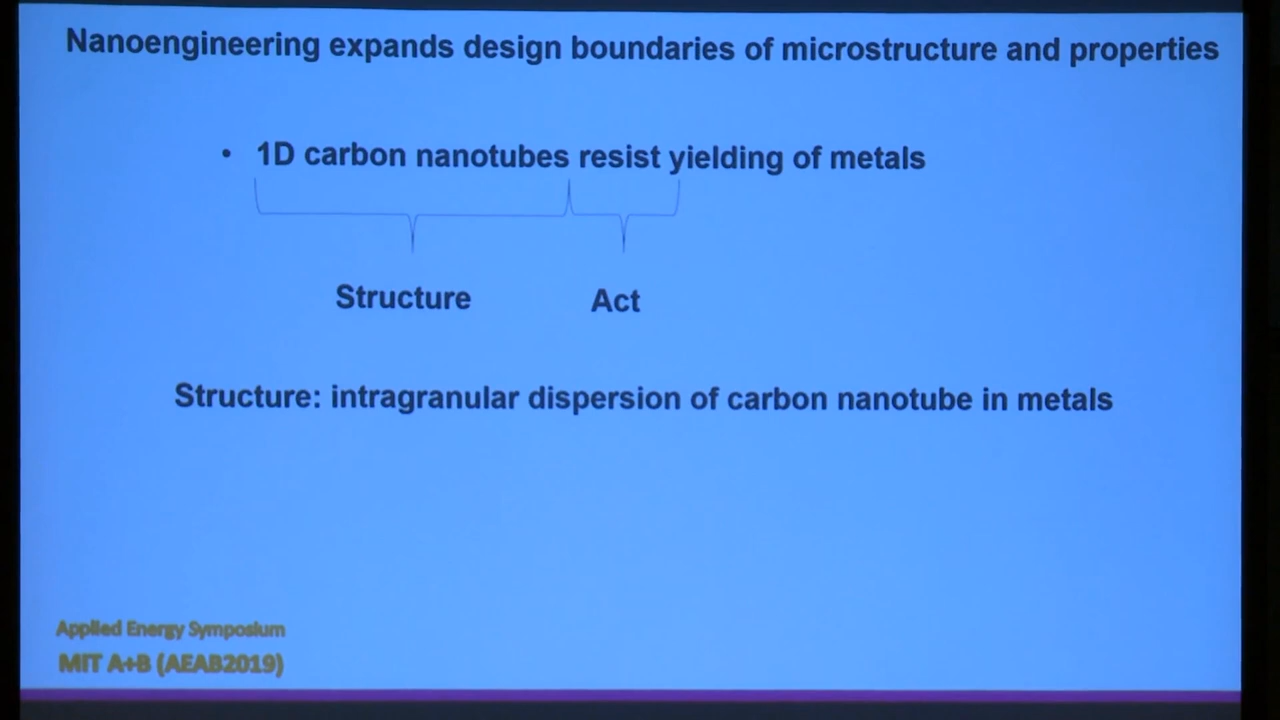 Nanoengineering expands design boundaries of microstructure and properties
• 1D carbon nanotubes resist yielding of metals
Structure Act
Structure: intragranular dispersion of carbon nanotube in metals
Applied Energy Symposium
MIT A+B (AEAB2019)